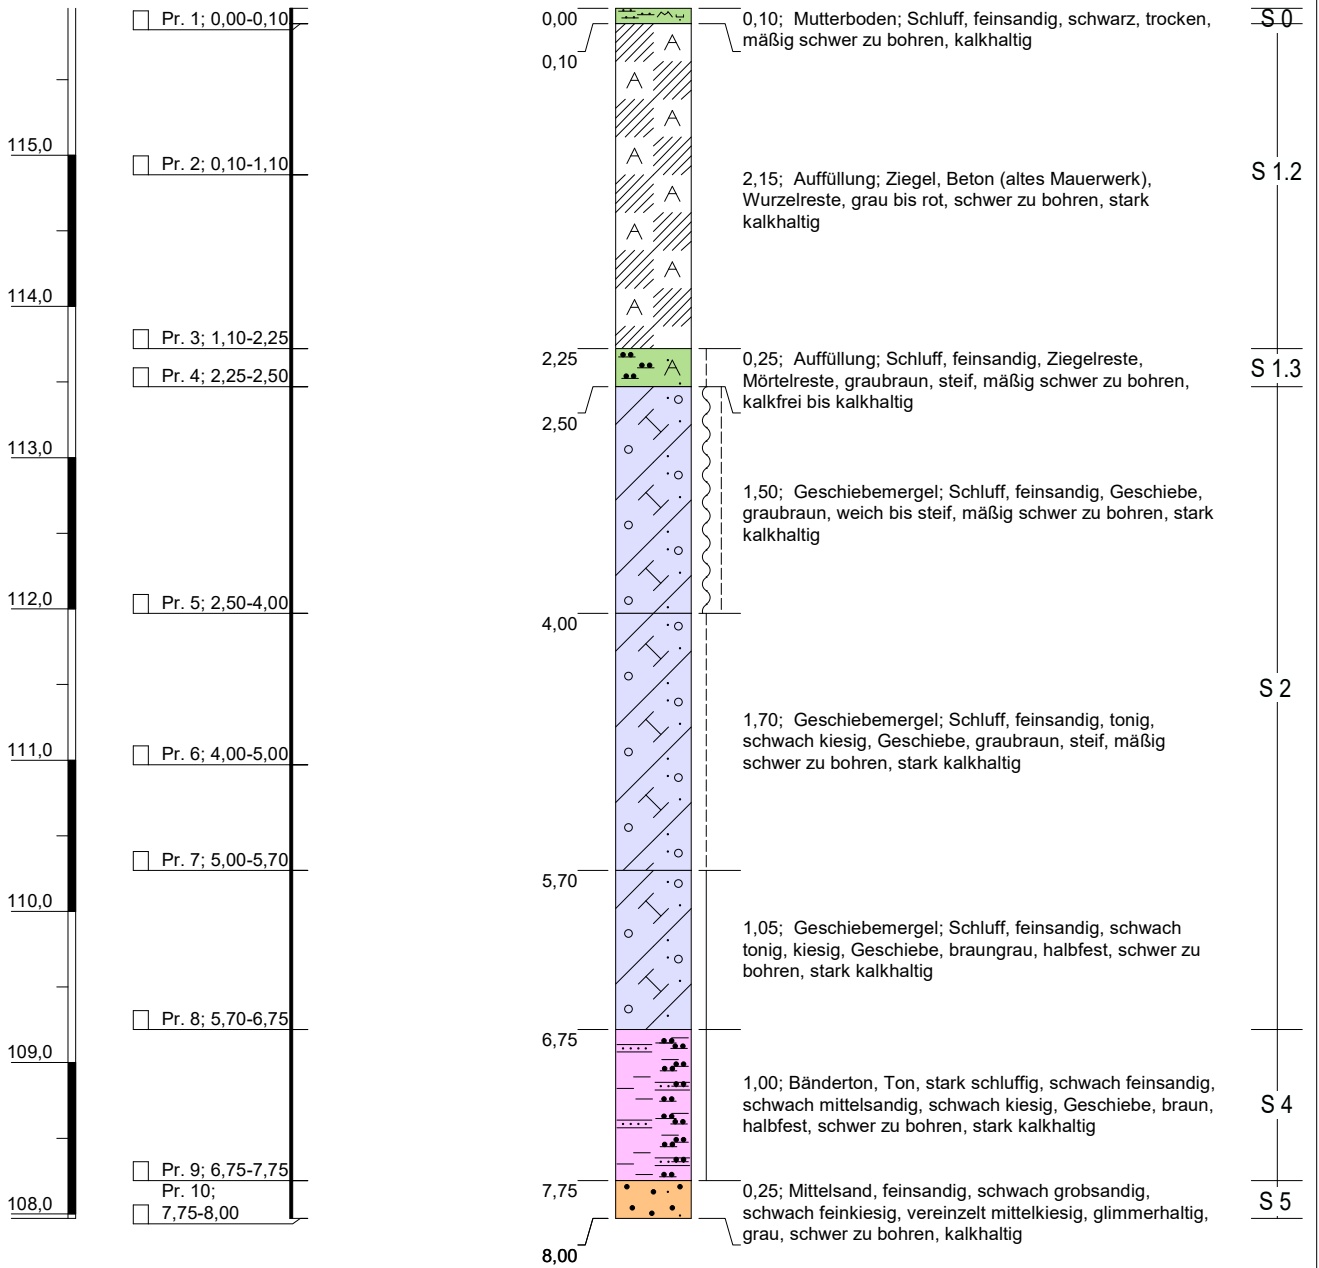 Pr. 1; 0,00-0,10
0,00
0,10; Mutterboden; Schluff, feinsandig, schwarz, trocken,
mäßig schwer zu bohren, kalkhaltig
S 0
0,10
A
A
A
A
A
A
A
A
115,0
Pr. 2; 0,10-1,10
2,15; Auffüllung; Ziegel, Beton (altes Mauerwerk),
Wurzelreste, grau bis rot, schwer zu bohren, stark
kalkhaltig
S 1.2
114,0
Pr. 3; 1,10-2,25
2,25
Pr. 4; 2,25-2,50
A
0,25; Auffüllung; Schluff, feinsandig, Ziegelreste,
Mörtelreste, graubraun, steif, mäßig schwer zu bohren,
kalkfrei bis kalkhaltig
S 1.3
2,50
113,0
1,50; Geschiebemergel; Schluff, feinsandig, Geschiebe,
graubraun, weich bis steif, mäßig schwer zu bohren, stark
kalkhaltig
112,0
Pr. 5; 2,50-4,00
4,00
S 2
1,70; Geschiebemergel; Schluff, feinsandig, tonig,
schwach kiesig, Geschiebe, graubraun, steif, mäßig
schwer zu bohren, stark kalkhaltig
111,0
Pr. 6; 4,00-5,00
Pr. 7; 5,00-5,70
5,70
110,0
1,05; Geschiebemergel; Schluff, feinsandig, schwach
tonig, kiesig, Geschiebe, braungrau, halbfest, schwer zu
bohren, stark kalkhaltig
Pr. 8; 5,70-6,75
6,75
109,0
1,00; Bänderton, Ton, stark schluffig, schwach feinsandig,
schwach mittelsandig, schwach kiesig, Geschiebe, braun,
halbfest, schwer zu bohren, stark kalkhaltig
S 4
Pr. 9; 6,75-7,75
7,75
108,0
Pr. 10;
7,75-8,00
0,25; Mittelsand, feinsandig, schwach grobsandig,
schwach feinkiesig, vereinzelt mittelkiesig, glimmerhaltig,
grau, schwer zu bohren, kalkhaltig
S 5
8,00